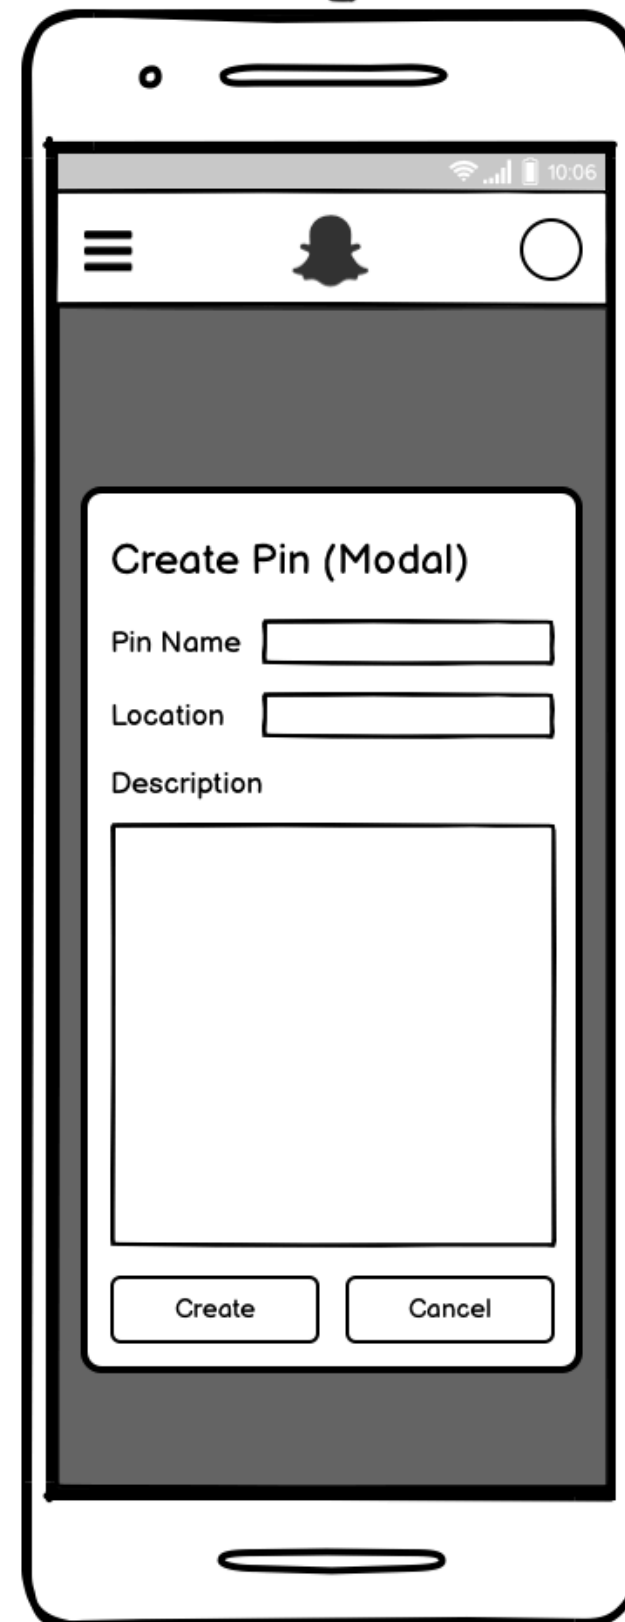 10:06
Create Pin (Modal)
Pin Name
Location
Description
Create Cancel